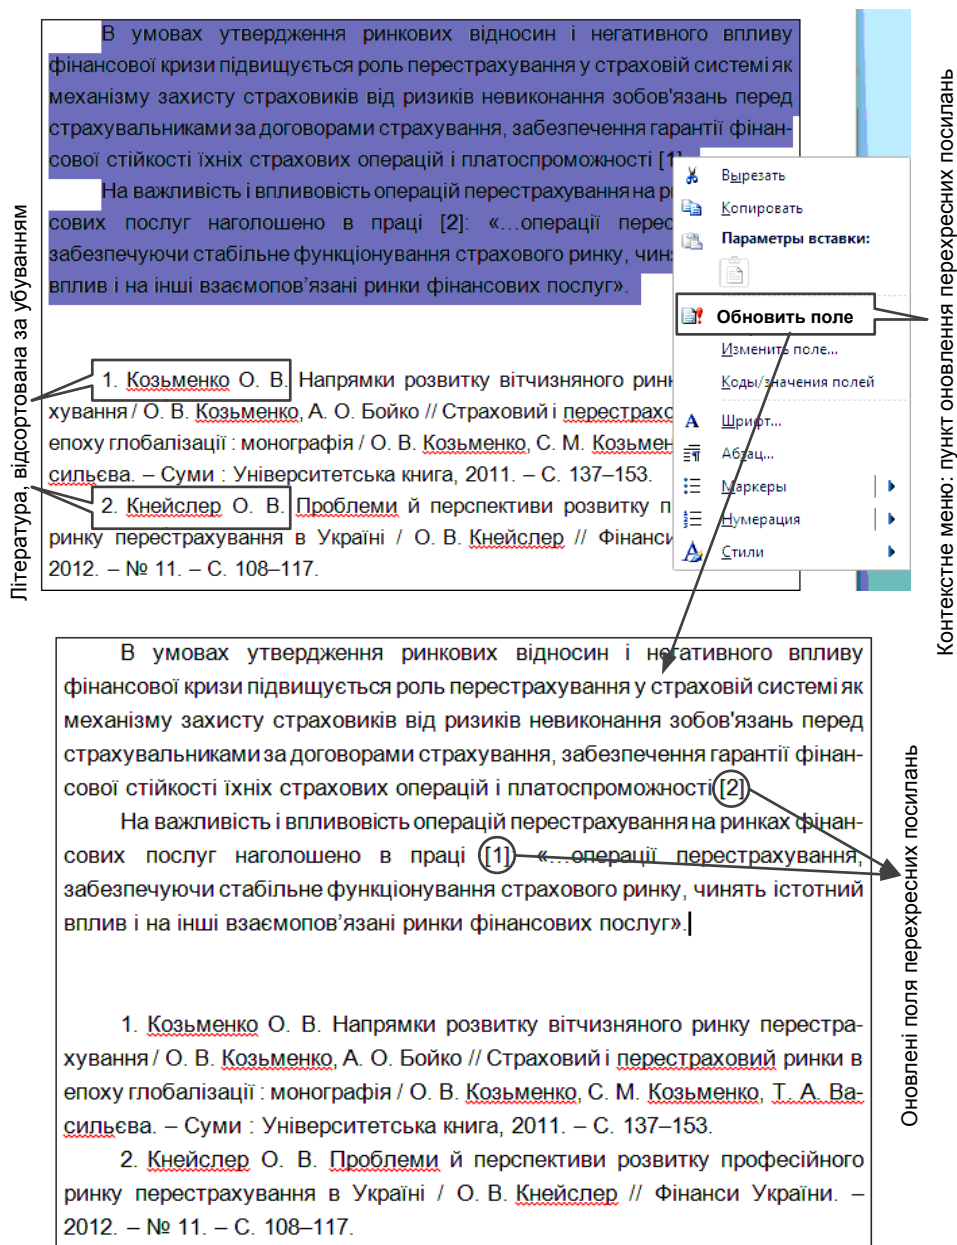 В умовах утвердження ринкових відносин і негативного впливу
фінансової кризи підвищується роль перестрахування у страховій системі як
механізму захисту страховиків від ризиків невиконання зобов'язань перед
страхувальниками за договорами страхування, забезпечення гарантії фінан-
сової стійкості їхніх страхових операцій і платоспроможності [1]
На важливість і впливовість операцій перестрахування на р
сових послуг наголошено в праці [2]: «…операції перес
забезпечуючи стабільне функціонування страхового ринку, чин
вплив і на інші взаємопов’язані ринки фінансових послуг».
1. Козьменко О. В. Напрямки розвитку вітчизняного рин
хування / О. В. Козьменко, А. О. Бойко // Страховий і перестрахо
епоху глобалізації : монографія / О. В. Козьменко, С. М. Козьмен
сильєва. – Суми : Університетська книга, 2011. – С. 137–153.
2. Кнейслер О. В. Проблеми й перспективи розвитку п
ринку перестрахування в Україні / О. В. Кнейслер // Фінанси
2012. – № 11. – С. 108–117.
Вырезать
Копировать
Параметры вставки:
Обновить поле
Изменить поле...
Коды/значения полей
Шрифт...
Абзац...
Маркеры
Нумерация
Стили
Література, відсортована за убуванням
Контекстне меню: пункт оновлення перехресних посилань
В умовах утвердження ринкових відносин і негативного впливу
фінансової кризи підвищується роль перестрахування у страховій системі як
механізму захисту страховиків від ризиків невиконання зобов'язань перед
страхувальниками за договорами страхування, забезпечення гарантії фінан-
сової стійкості їхніх страхових операцій і платоспроможності [2]
На важливість і впливовість операцій перестрахування на ринках фінан-
сових послуг наголошено в праці [1] «…операції перестрахування,
забезпечуючи стабільне функціонування страхового ринку, чинять істотний
вплив і на інші взаємопов’язані ринки фінансових послуг».
1. Козьменко О. В. Напрямки розвитку вітчизняного ринку перестра-
хування / О. В. Козьменко, А. О. Бойко // Страховий і перестраховий ринки в
епоху глобалізації : монографія / О. В. Козьменко, С. М. Козьменко, Т. А. Ва-
сильєва. – Суми : Університетська книга, 2011. – С. 137–153.
2. Кнейслер О. В. Проблеми й перспективи розвитку професійного
ринку перестрахування в Україні / О. В. Кнейслер // Фінанси України. –
2012. – № 11. – С. 108–117.
Оновлені поля перехресних посилань